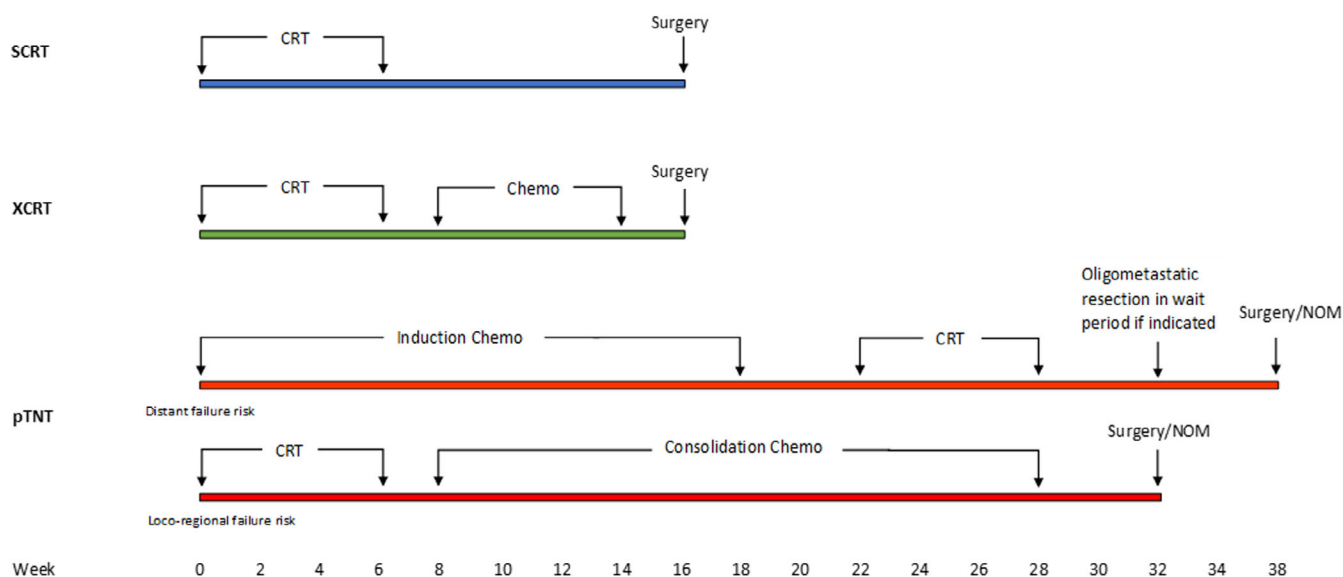 Surgery
SCRT
CRT
Surgery
XCRT
CRT
Chemo
Oligometastatic
resection in wait
period if indicated
Surgery/NOM
Induction Chemo
CRT
Distant failure risk
pTNT
Surgery/NOM
CRT
Consolidation Chemo
Loco-regional failure risk
Week 0 2 4 6 8 10 12 14 16 18 20 22 24 26 28 30 32 34 38